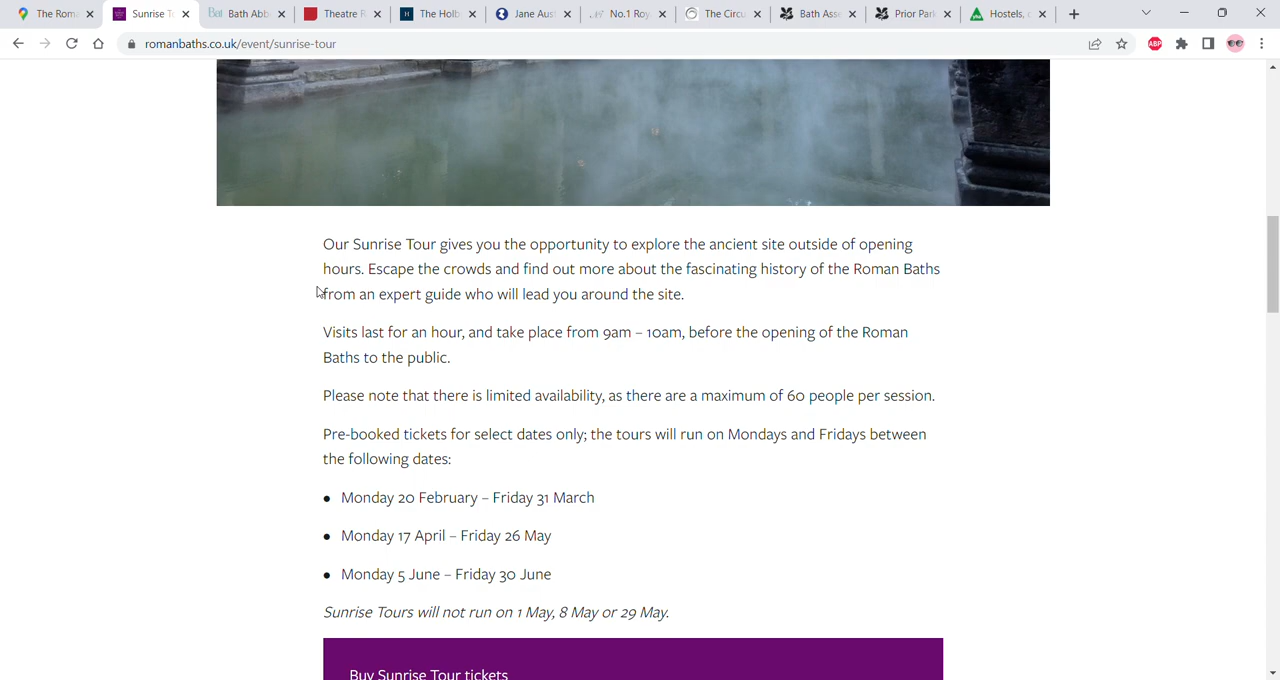 The Rom
Sunrise T
Bath Abb
Theatre R
The Holb
Jane Aus
No.1 Roy
The Circu
Bath Asse
Prior Park
Hostels, c
romanbaths.co.uk/event/sunrise-tour
ABP
Our Sunrise Tour gives you the opportunity to explore the ancient site outside of opening
hours. Escape the crowds and find out more about the fascinating history of the Roman Baths
from an expert guide who will lead you around the site.
Visits last for an hour, and take place from 9am – 10am, before the opening of the Roman
Baths to the public.
Please note that there is limited availability, as there are a maximum of 60 people per session.
Pre-booked tickets for select dates only; the tours will run on Mondays and Fridays between
the following dates:
• Monday 20 February – Friday 31 March
• Monday 17 April – Friday 26 May
• Monday 5 June – Friday 30 June
Sunrise Tours will not run on 1 May, 8 May or 29 May.
Buy Sunrise Tour tickets